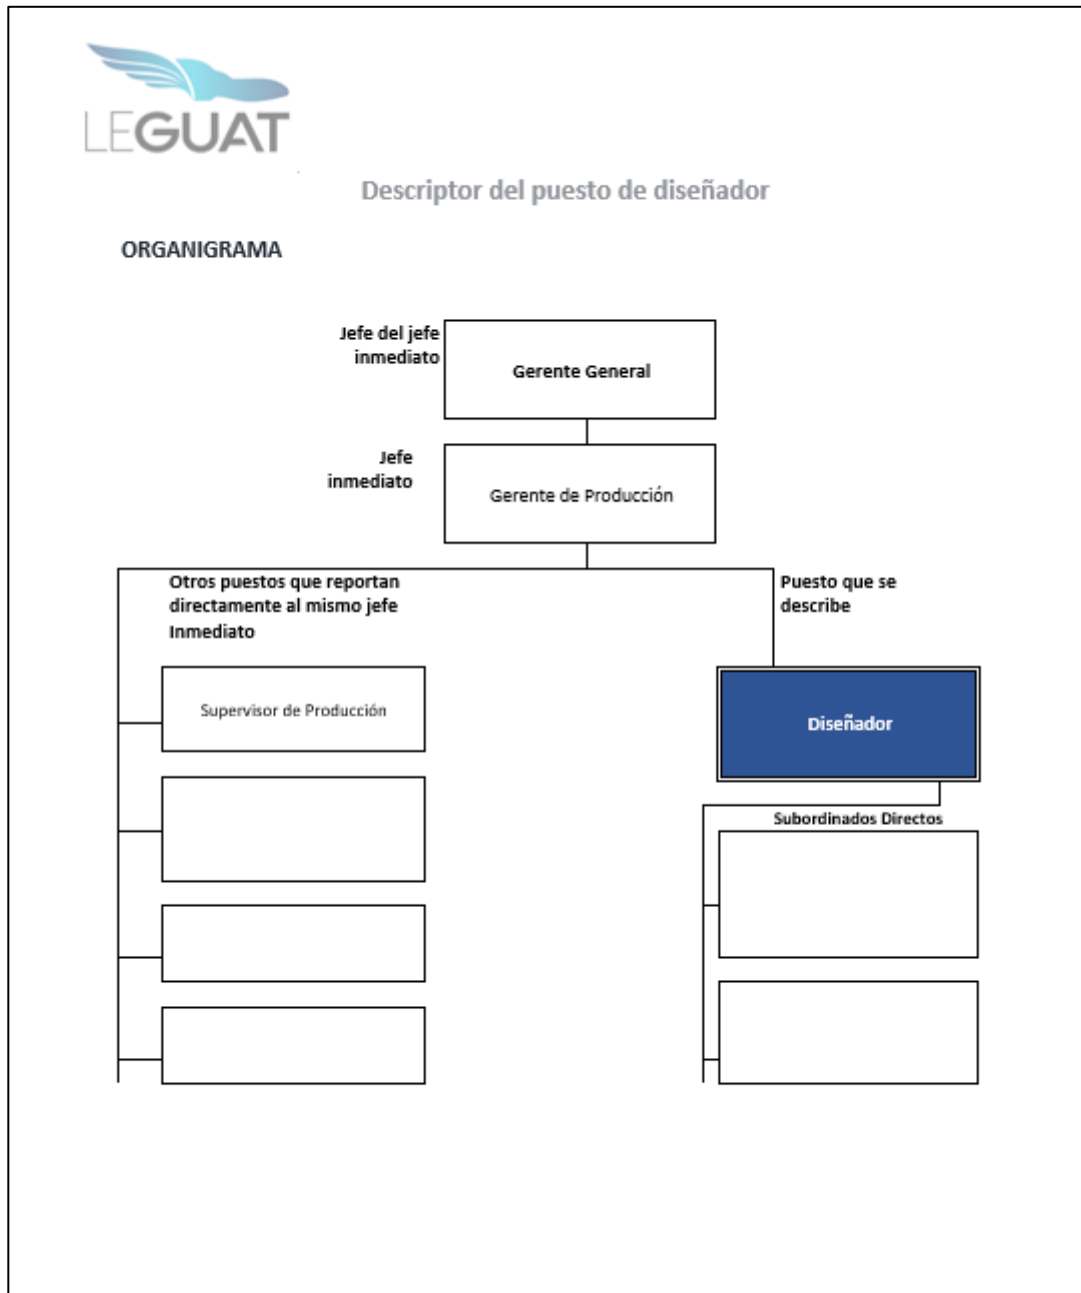 LEGUAT
Descriptor del puesto de diseñador
ORGANIGRAMA
Jefe del jefe
inmediato
Gerente General
Jefe
inmediato
Gerente de Producción
Otros puestos que reportan
directamente al mismo jefe
Inmediato
Puesto que se
describe
Supervisor de Producción
Diseñador
Subordinados Directos